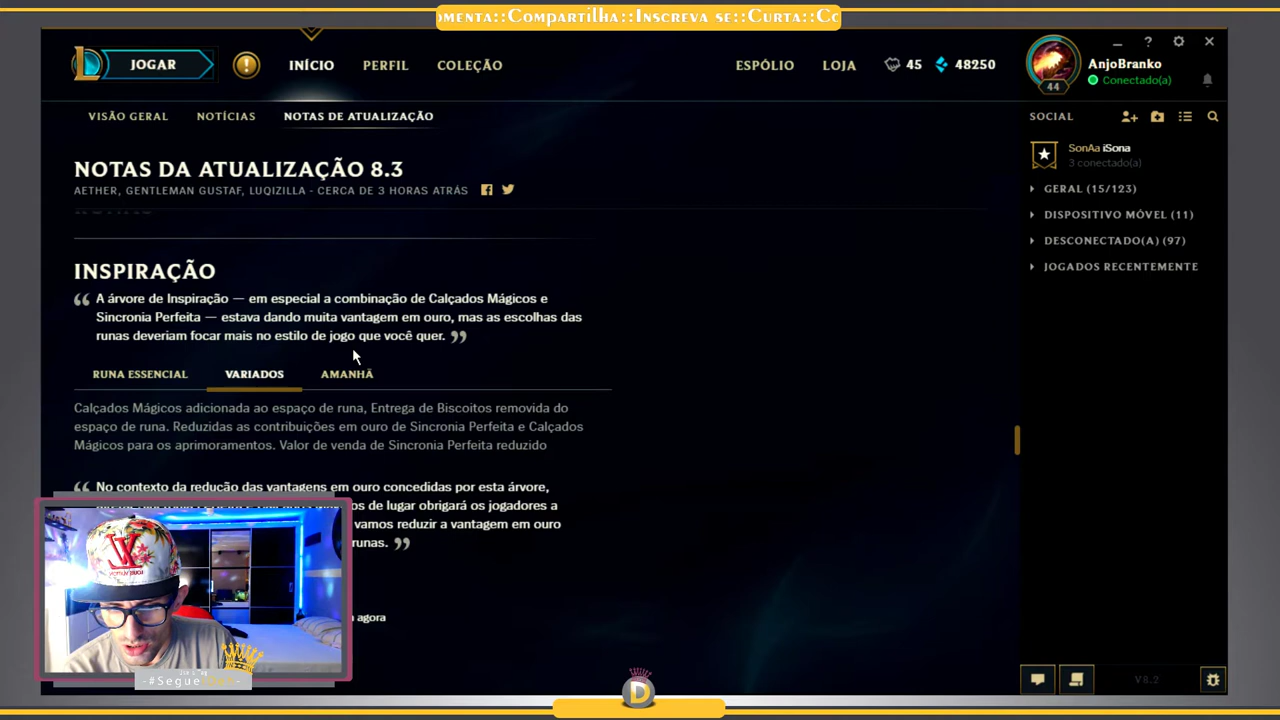 OMENTA::COMPARTILHA::INSCREVA SE::CURTA::CO
JOGAR
INÍCIO
PERFIL
COLEÇÃO
ESPÓLIO
LOJA
45
48250
AnjoBranko
Conectado(a)
44
VISÃO GERAL
NOTÍCIAS
NOTAS DE ATUALIZAÇÃO
SOCIAL
NOTAS DA ATUALIZAÇÃO 8.3
AETHER, GENTLEMAN GUSTAF, LUQIZILLA - CERCA DE 3 HORAS ATRÁS
SonAa iSona
3 conectado(a)
GERAL (15/123)
DISPOSITIVO MÓVEL (11)
DESCONECTADO(A) (97)
JOGADOS RECENTEMENTE
INSPIRAÇÃO
A árvore de Inspiração — em especial a combinação de Calçados Mágicos e
Sincronia Perfeita — estava dando muita vantagem em ouro, mas as escolhas das
runas deveriam focar mais no estilo de jogo que você quer.
RUNA ESSENCIAL
VARIADOS
AMANHÃ
Calçados Mágicos adicionada ao espaço de runa, Entrega de Biscoitos removida do
espaço de runa. Reduzidas as contribuições em ouro de Sincronia Perfeita e Calçados
Mágicos para os aprimoramentos. Valor de venda de Sincronia Perfeita reduzido
No contexto da redução das vantagens em ouro concedidas por esta árvore,
os de lugar obrigará os jogadores a
vamos reduzir a vantagem em ouro
runas.
agora
-#Segue
D
V8.2